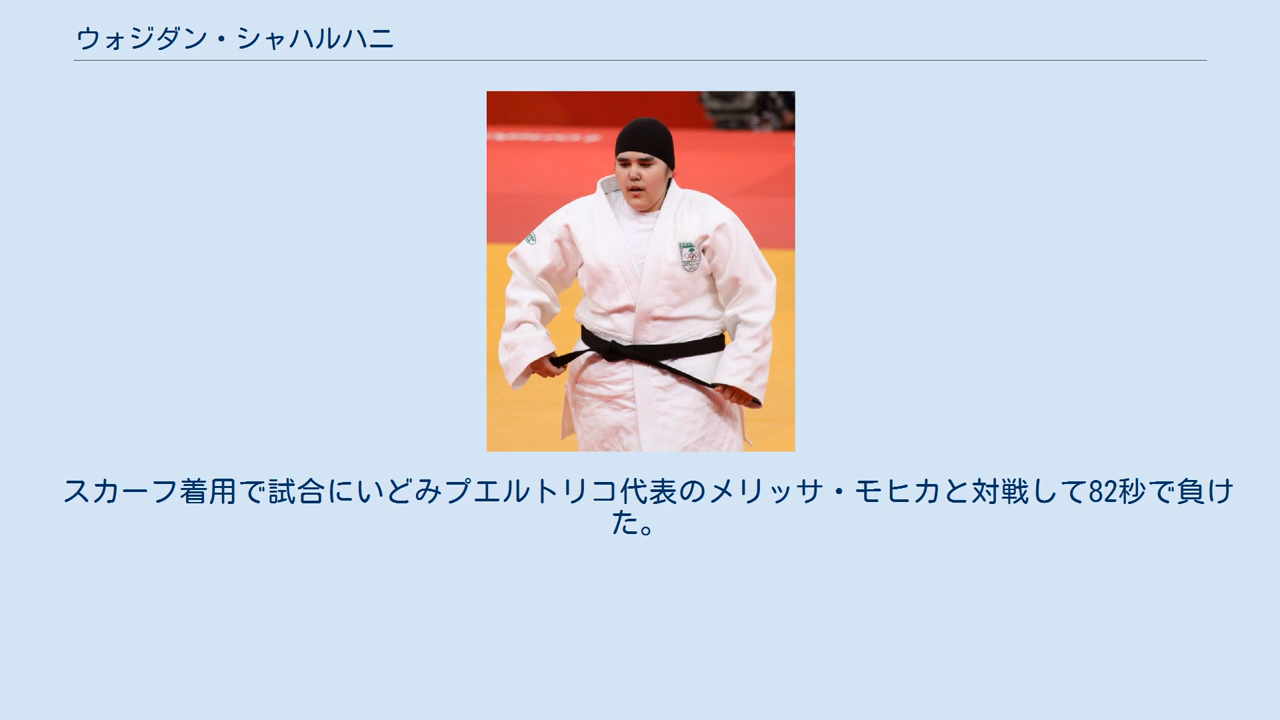 ウォジダン・シャハルハニ
スカーフ着用で試合にいどみプエルトリコ代表のメリッサ・モヒカと対戦して82秒で負け
た。